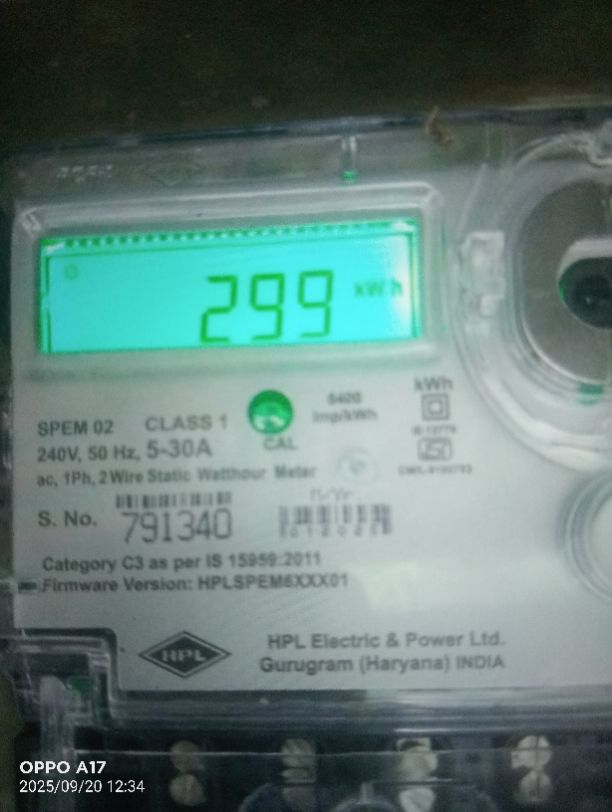 299 kWh
SPEM 02 CLASS 1
CAL
6400 imp/kWh
kWh
240V, 50 Hz, 5-30A
ac, 1Ph, 2Wire Static Watthour Meter
S. No. 791340
Category C3 as per IS 15959:2011
Firmware Version: HPLSPEM6XXX01
HPL
HPL Electric & Power Ltd.
Gurugram (Haryana) INDIA
OPPO A17
2025/09/20 12:34